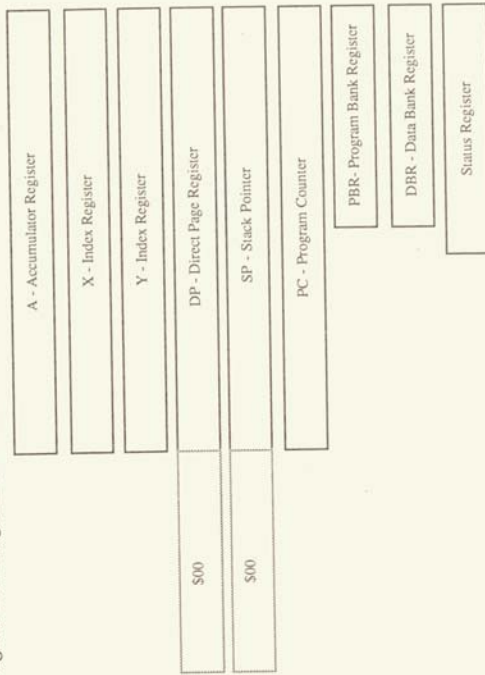 A - Accumulator Register
X - Index Register
Y - Index Register
$00
DP - Direct Page Register
$00
SP - Stack Pointer
PC - Program Counter
PBR- Program Bank Register
DBR - Data Bank Register
Status Register